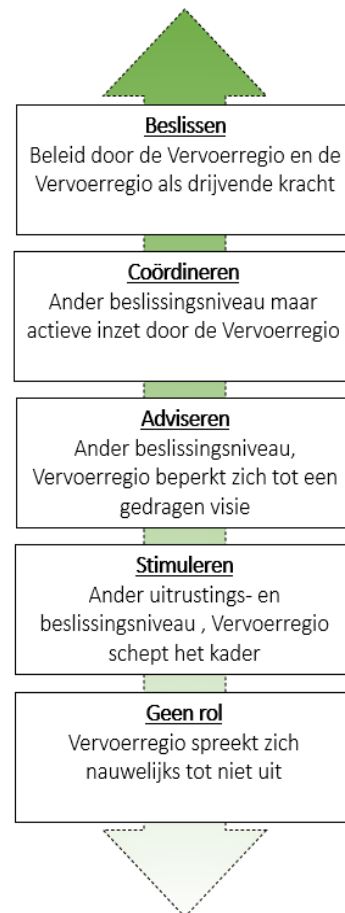 Beslissen
Beleid door de Vervoerregio en de
Vervoerregio als drijvende kracht
Coördineren
Ander beslissingsniveau maar
actieve inzet door de Vervoerregio
Adviseren
Ander beslissingsniveau,
Vervoerregio beperkt zich tot een
gedragen visie
Stimuleren
Ander uitrustings- en
beslissingsniveau , Vervoerregio
schept het kader
Geen rol
Vervoerregio spreekt zich
nauwelijks tot niet uit